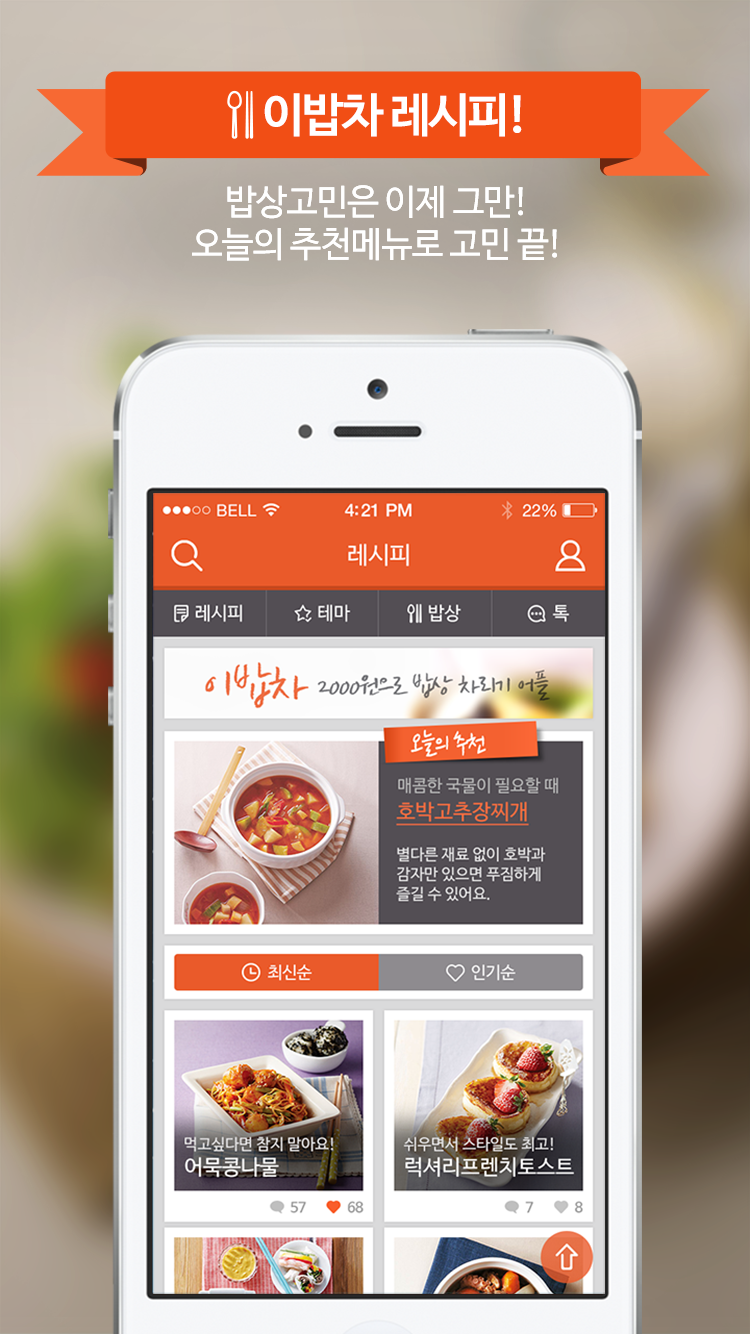 이밥차 레시피!
밥상고민은 이제 그만!
오늘의 추천메뉴로 고민 끝!
BELL 4:21 PM 22%
레시피
레시피 테마 밥상 톡
이밥차 2000원으로 밥상 차리기 어플
오늘의 추천
매콤한 국물이 필요할 때
호박고추장찌개
별다른 재료 없이 호박과
감자만 있으면 푸짐하게
즐길 수 있어요.
최신순 인기순
먹고싶다면 참지 말아요!
어묵콩나물
57 68
쉬우면서 스타일도 최고!
럭셔리프렌치토스트
7 8